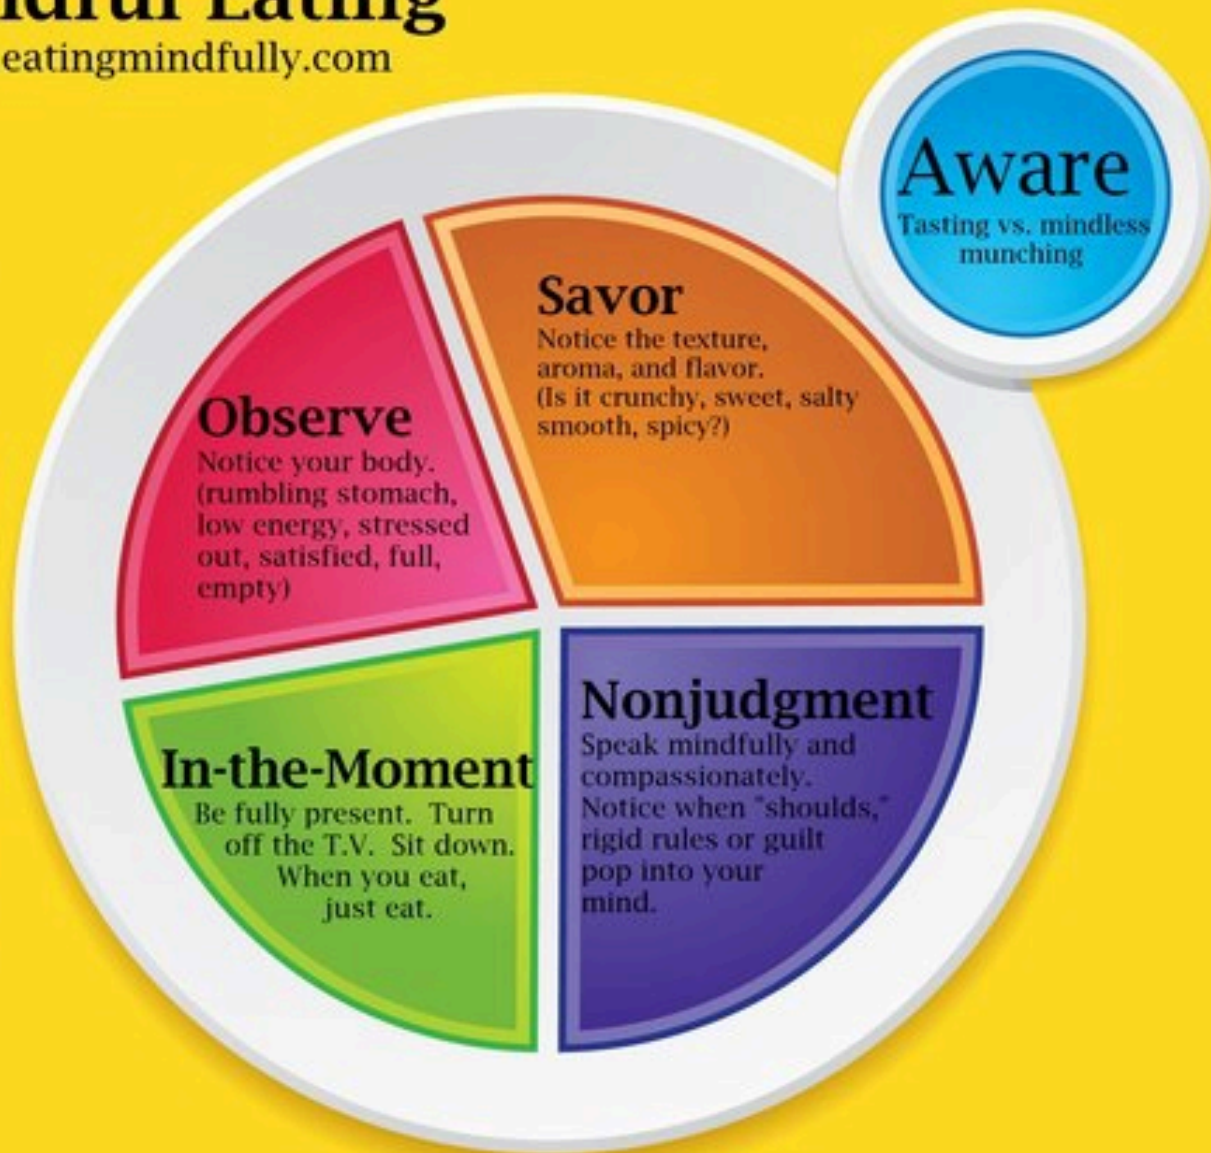 ndful Eating
eatingmindfully.com
Aware
Tasting vs. mindless
munching
Savor
Notice the texture,
aroma, and flavor.
(Is it crunchy, sweet, salty
smooth, spicy?)
Observe
Notice your body.
(rumbling stomach,
low energy, stressed
out, satisfied, full,
empty)
In-the-Moment
Be fully present.  Turn
off the T.V.  Sit down.
When you eat,
just eat.
Nonjudgment
Speak mindfully and
compassionately.
Notice when "shoulds,"
rigid rules or guilt
pop into your
mind.